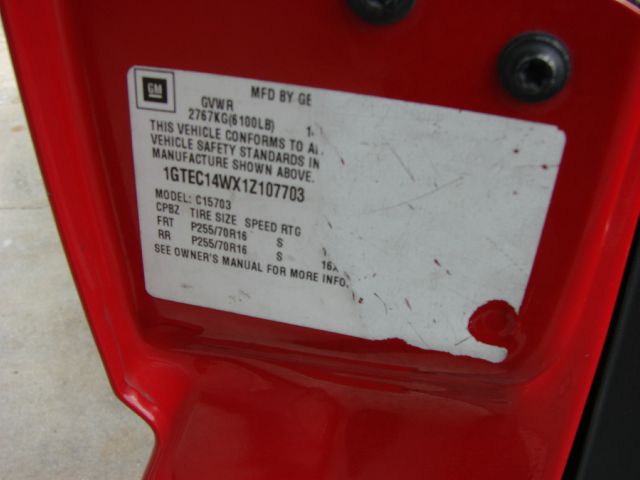 GM
MFD BY GE
GVWR
2767KG(6100LB)
THIS VEHICLE CONFORMS TO
VEHICLE SAFETY STANDARDS IN
MANUFACTURE SHOWN ABOVE.
1GTEC14WX1Z107703
MODEL: C15703
CPBZ TIRE SIZE SPEED RTG
FRT P255/70R16 S
RR P255/70R16 S 16X
SEE OWNER'S MANUAL FOR MORE INFO.